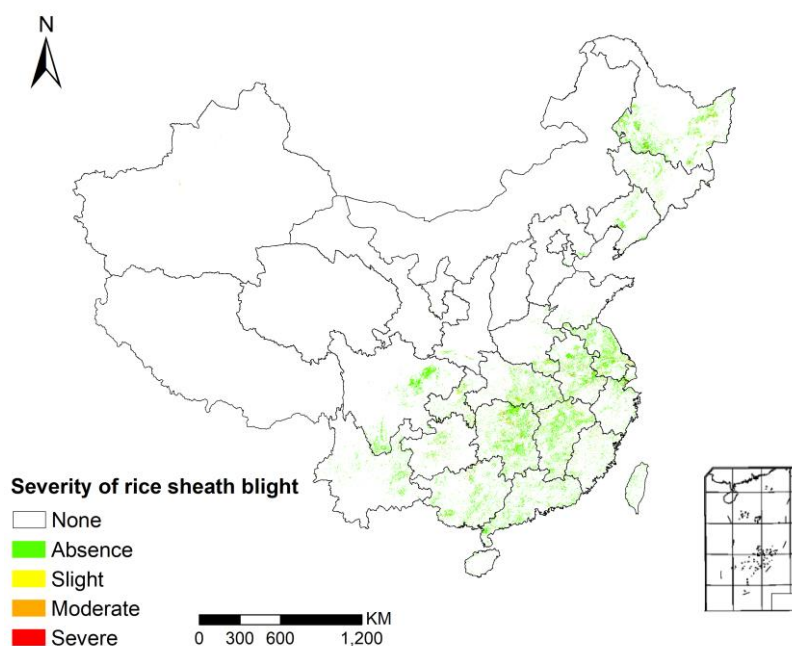 N
Severity of rice sheath blight
None
Absence
Slight
Moderate
Severe
KM
0 300 600 1,200